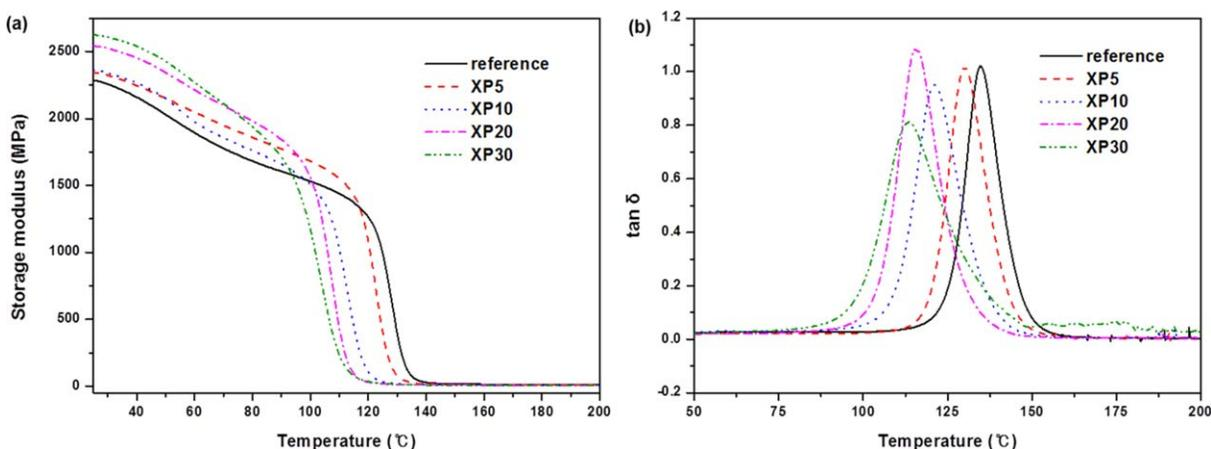 (a)
Storage modulus (MPa)
2500
2000
1500
1000
500
0
reference
XP5
XP10
XP20
XP30
40 60 80 100 120 140 160 180 200
Temperature (℃)
(b)
tan δ
1.2
1.0
0.8
0.6
0.4
0.2
0.0
-0.2
reference
XP5
XP10
XP20
XP30
50 75 100 125 150 175 200
Temperature (℃)